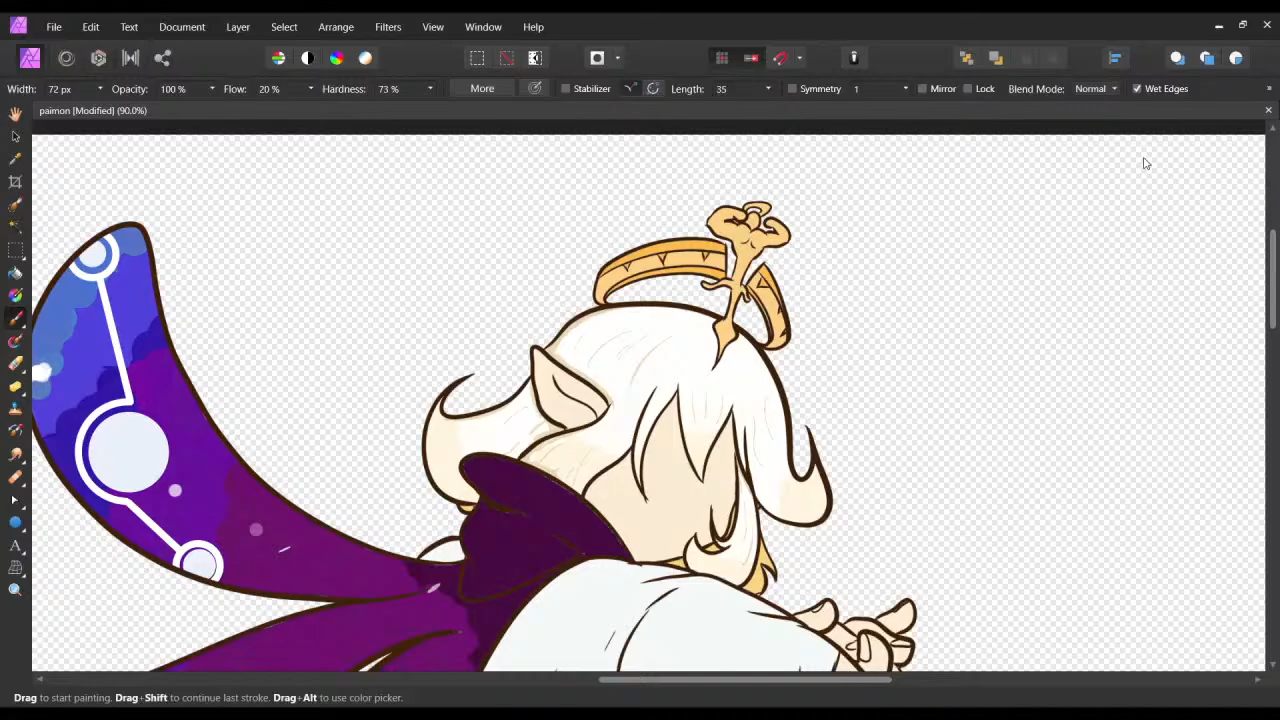 File Edit Text Document Layer Select Arrange Filters View Window Help
Width: 72 px Opacity: 100 % Flow: 20 % Hardness: 73 % More Stabilizer Length: 35 Symmetry 1 Mirror Lock Blend Mode: Normal Wet Edges
paimon [Modified] (90.0%)
Drag to start painting. Drag+Shift to continue last stroke. Drag+Alt to use color picker.